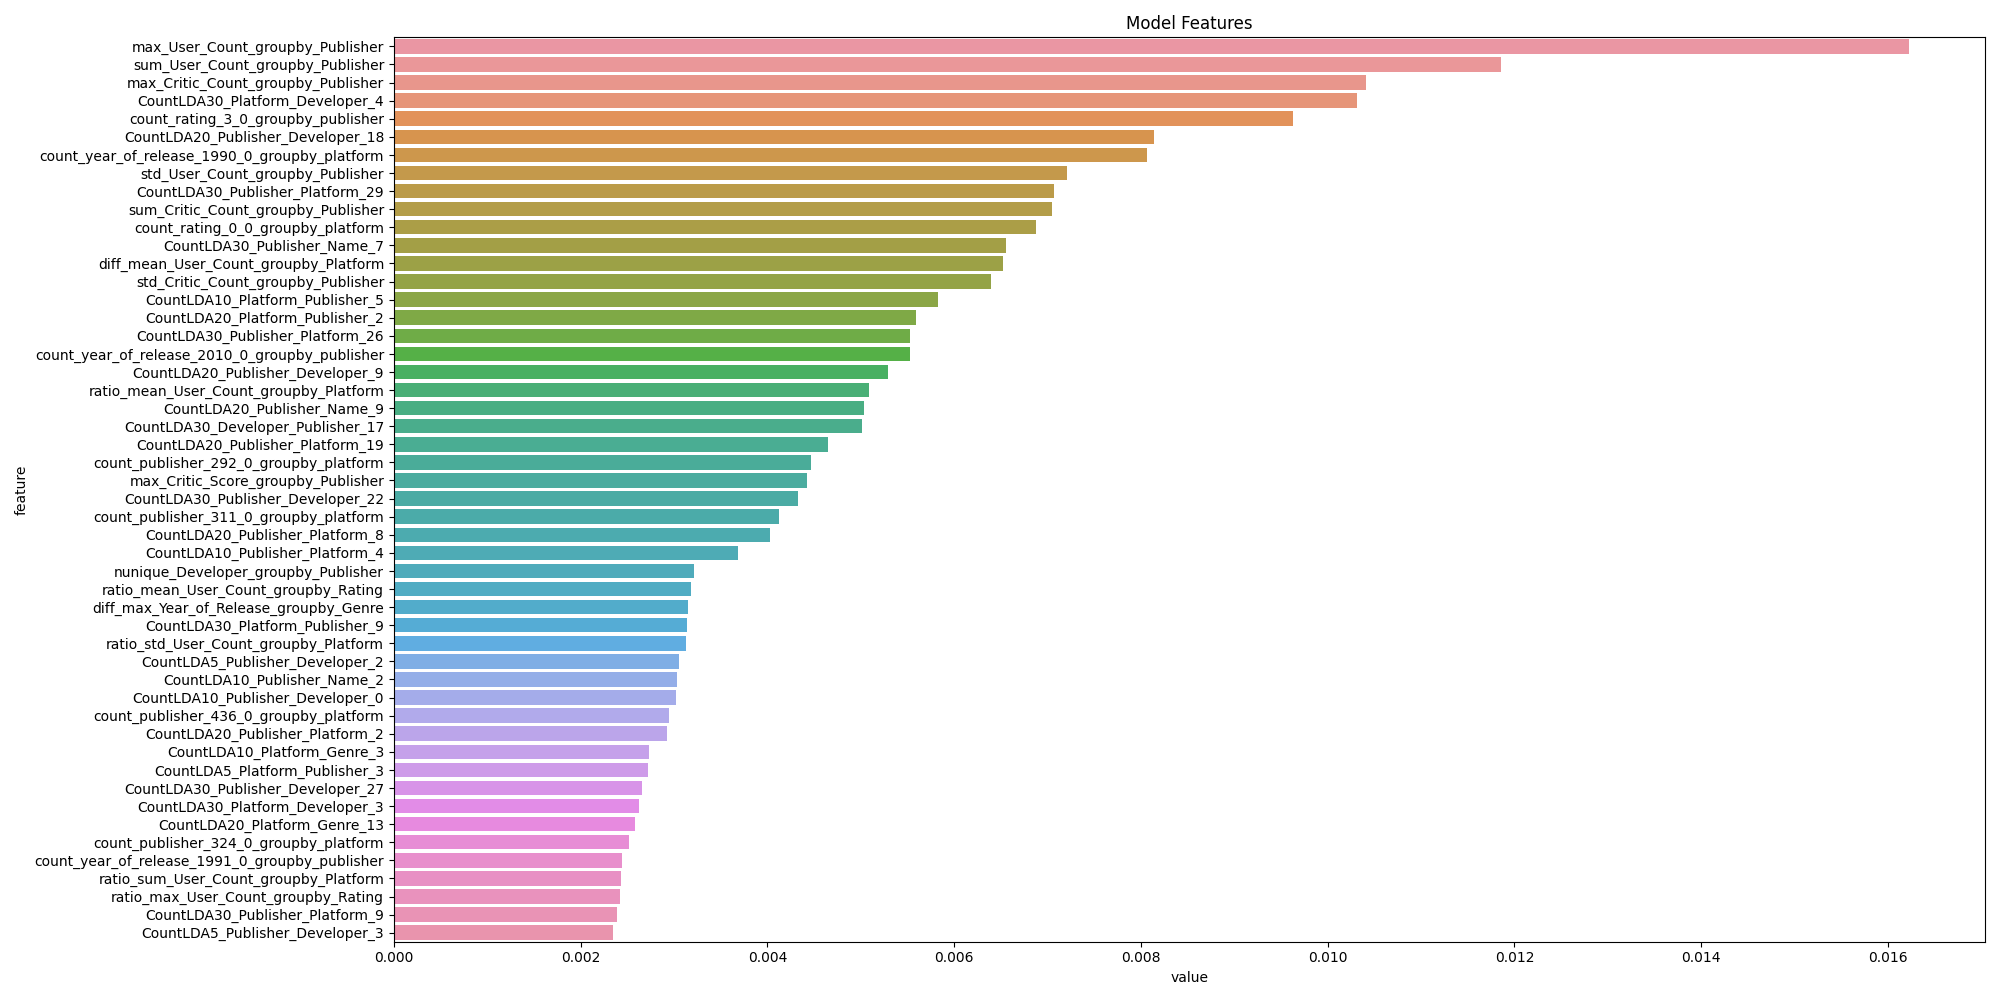 Model Features
max_User_Count_groupby_Publisher
sum_User_Count_groupby_Publisher
max_Critic_Count_groupby_Publisher
CountLDA30_Platform_Developer_4
count_rating_3_0_groupby_publisher
CountLDA20_Publisher_Developer_18
count_year_of_release_1990_0_groupby_platform
std_User_Count_groupby_Publisher
CountLDA30_Publisher_Platform_29
sum_Critic_Count_groupby_Publisher
count_rating_0_0_groupby_platform
CountLDA30_Publisher_Name_7
diff_mean_User_Count_groupby_Platform
std_Critic_Count_groupby_Publisher
CountLDA10_Platform_Publisher_5
CountLDA20_Platform_Publisher_2
CountLDA30_Publisher_Platform_26
count_year_of_release_2010_0_groupby_publisher
CountLDA20_Publisher_Developer_9
ratio_mean_User_Count_groupby_Platform
CountLDA20_Publisher_Name_9
CountLDA30_Developer_Publisher_17
CountLDA20_Publisher_Platform_19
count_publisher_292_0_groupby_platform
max_Critic_Score_groupby_Publisher
CountLDA30_Publisher_Developer_22
count_publisher_311_0_groupby_platform
CountLDA20_Publisher_Platform_8
CountLDA10_Publisher_Platform_4
nunique_Developer_groupby_Publisher
ratio_mean_User_Count_groupby_Rating
diff_max_Year_of_Release_groupby_Genre
CountLDA30_Platform_Publisher_9
ratio_std_User_Count_groupby_Platform
CountLDA5_Publisher_Developer_2
CountLDA10_Publisher_Name_2
CountLDA10_Publisher_Developer_0
count_publisher_436_0_groupby_platform
CountLDA20_Publisher_Platform_2
CountLDA10_Platform_Genre_3
CountLDA5_Platform_Publisher_3
CountLDA30_Publisher_Developer_27
CountLDA30_Platform_Developer_3
CountLDA20_Platform_Genre_13
count_publisher_324_0_groupby_platform
count_year_of_release_1991_0_groupby_publisher
ratio_sum_User_Count_groupby_Platform
ratio_max_User_Count_groupby_Rating
CountLDA30_Publisher_Platform_9
CountLDA5_Publisher_Developer_3
feature
0.000 0.002 0.004 0.006 0.008 0.010 0.012 0.014 0.016
value